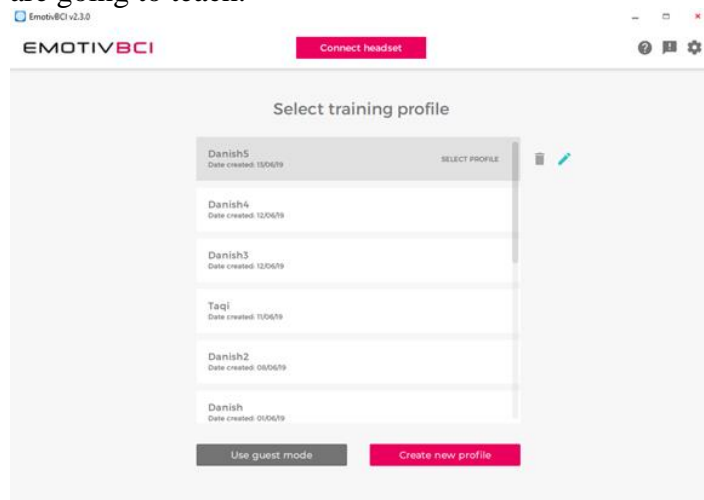 are going to teach.
EmotivBCI v2.3.0
EMOTIVBCI
Connect headset
Select training profile
Danish5
Date created: 13/06/19
SELECT PROFILE
Danish4
Date created: 12/06/19
Danish3
Date created: 12/06/19
Taqi
Date created: 11/06/19
Danish2
Date created: 08/06/19
Danish
Date created: 01/06/19
Use guest mode
Create new profile